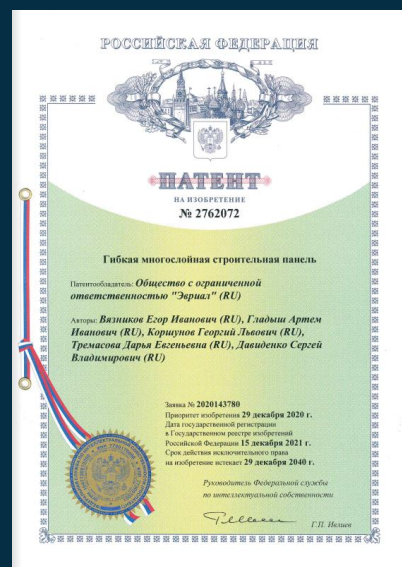 РОССИЙСКАЯ ФЕДЕРАЦИЯ
ПАТЕНТ
НА ИЗОБРЕТЕНИЕ
№ 2762072
Гибкая многослойная строительная панель
Патентообладатель: Общество с ограниченной
ответственностью "Эвриал" (RU)
Авторы: Вязников Егор Иванович (RU), Гладыш Артем
Иванович (RU), Коршунов Георгий Львович (RU),
Тремасова Дарья Евгеньевна (RU), Давиденко Сергей
Владимирович (RU)
Заявка № 2020143780
Приоритет изобретения 29 декабря 2020 г.
Дата государственной регистрации
в Государственном реестре изобретений
Российской Федерации 15 декабря 2021 г.
Срок действия исключительного права
на изобретение истекает 29 декабря 2040 г.
Руководитель Федеральной службы
по интеллектуальной собственности
Г.П. Ивлиев